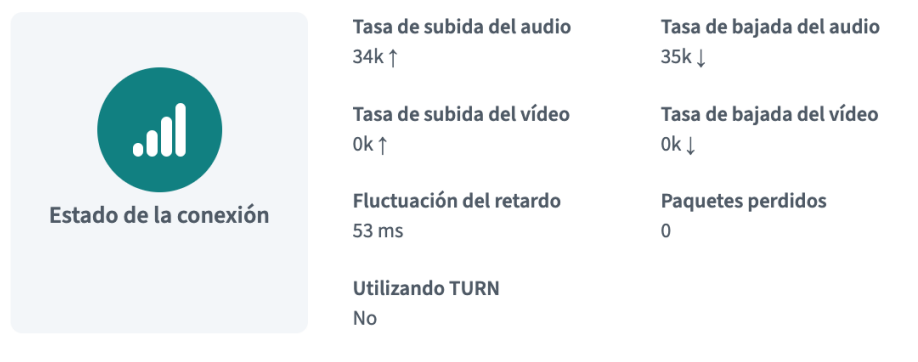 Estado de la conexión
Tasa de subida del audio
34k ↑
Tasa de bajada del audio
35k ↓
Tasa de subida del vídeo
0k ↑
Tasa de bajada del vídeo
0k ↓
Fluctuación del retardo
53 ms
Paquetes perdidos
0
Utilizando TURN
No